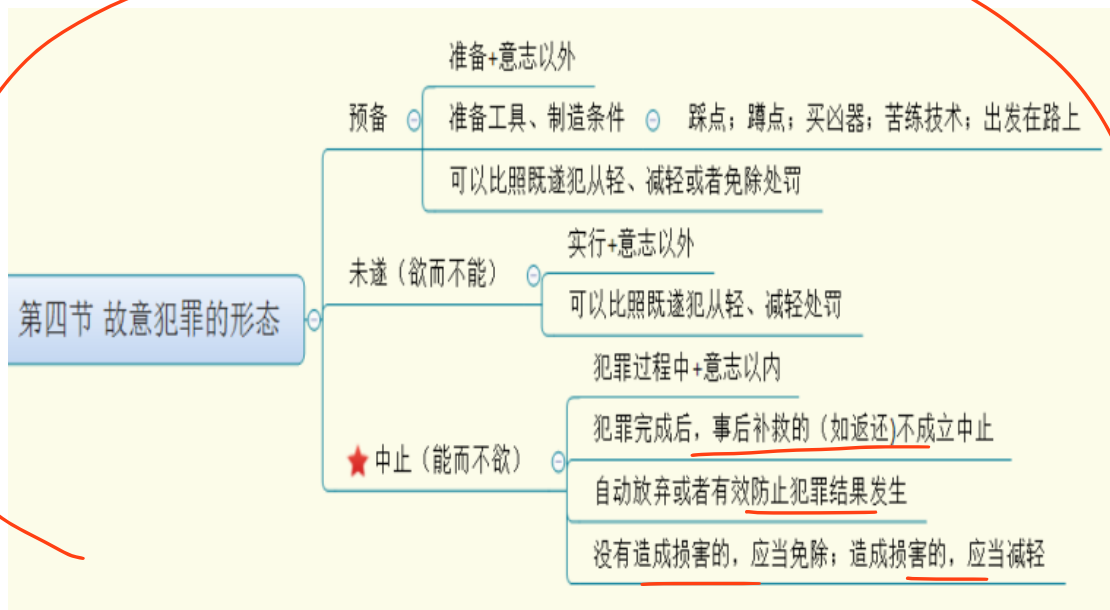 准备+意志以外
预备
准备工具、制造条件
踩点；蹲点；买凶器；苦练技术；出发在路上
可以比照既遂犯从轻、减轻或者免除处罚
实行+意志以外
未遂（欲而不能）
可以比照既遂犯从轻、减轻处罚
第四节 故意犯罪的形态
犯罪过程中+意志以内
犯罪完成后，事后补救的（如返还)不成立中止
中止（能而不欲）
自动放弃或者有效防止犯罪结果发生
没有造成损害的，应当免除；造成损害的，应当减轻